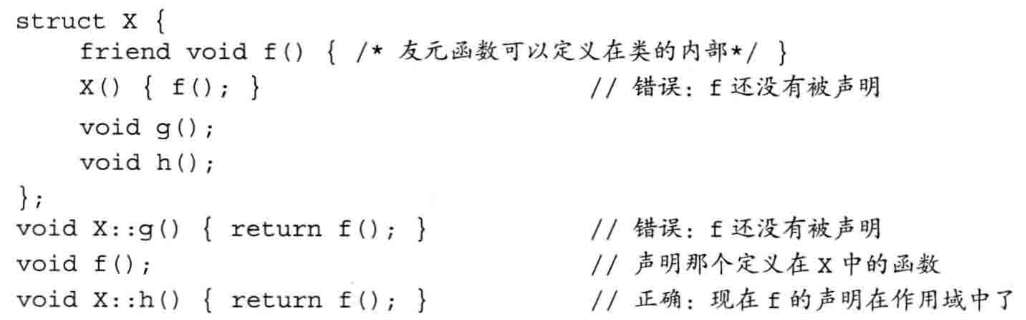 struct X {
    friend void f() { /* 友元函数可以定义在类的内部*/ }
    X() { f(); }                        // 错误：f 还没有被声明
    void g();
    void h();
};
void X::g() { return f(); }             // 错误：f 还没有被声明
void f();                               // 声明那个定义在 X 中的函数
void X::h() { return f(); }             // 正确：现在 f 的声明在作用域中了